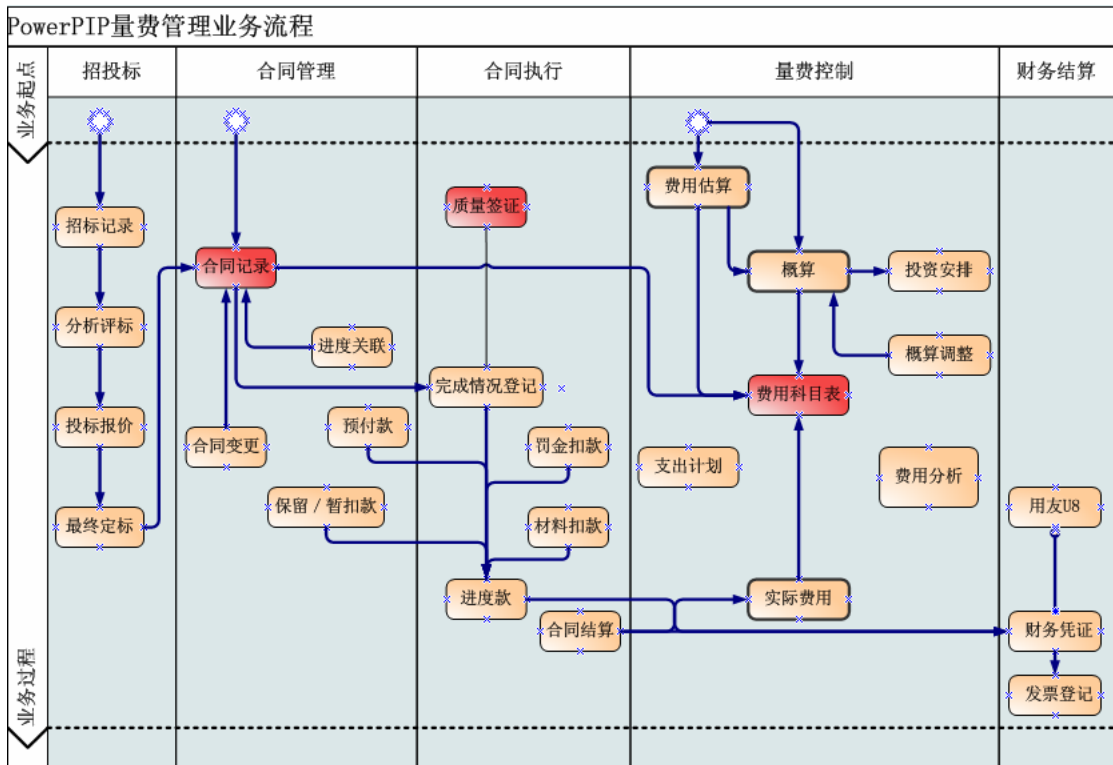 PowerPIP量费管理业务流程
业务起点
招投标
合同管理
合同执行
量费控制
财务结算
费用估算
质量签证
招标记录
合同记录
概算
投资安排
分析评标
进度关联
概算调整
完成情况登记
费用科目表
投标报价
合同变更
预付款
罚金扣款
支出计划
费用分析
最终定标
保留/暂扣款
材料扣款
用友U8
进度款
实际费用
合同结算
财务凭证
业务过程
发票登记